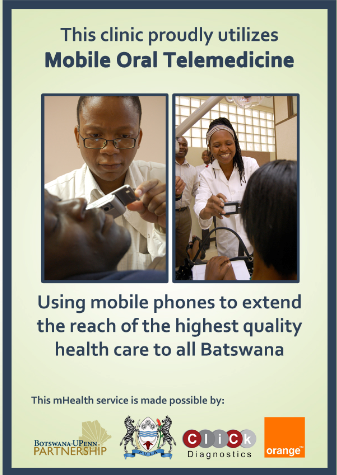 This clinic proudly utilizes
Mobile Oral Telemedicine
Using mobile phones to extend
the reach of the highest quality
health care to all Batswana
This mHealth service is made possible by:
BOTSWANA UPENN
PARTNERSHIP
CliCk
Diagnostics
orange™